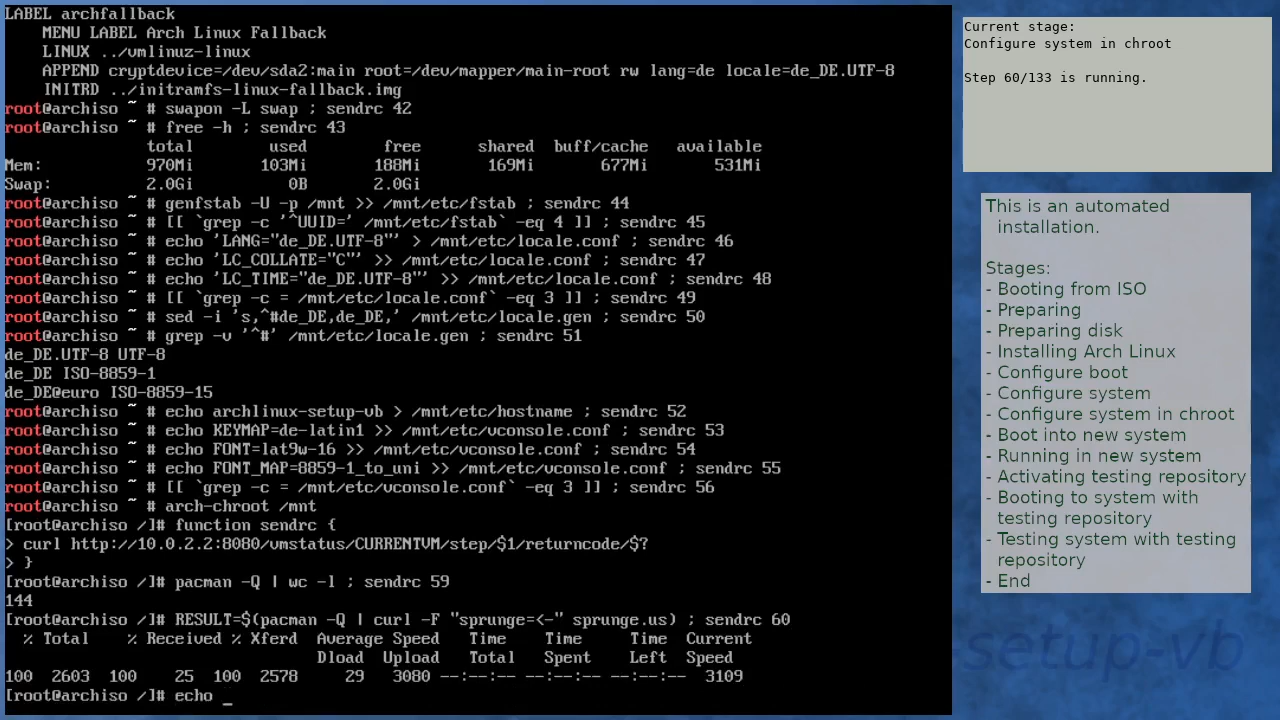 LABEL archfallback
    MENU LABEL Arch Linux Fallback
    LINUX ../vmlinuz-linux
    APPEND cryptdevice=/dev/sda2:main root=/dev/mapper/main-root rw lang=de locale=de_DE.UTF-8
    INITRD ../initramfs-linux-fallback.img
root@archiso ~ # swapon -L swap ; sendrc 42
root@archiso ~ # free -h ; sendrc 43
               total        used        free      shared  buff/cache   available
Mem:           970Mi       103Mi       188Mi       169Mi       677Mi       531Mi
Swap:          2.0Gi          0B       2.0Gi
root@archiso ~ # genfstab -U -p /mnt >> /mnt/etc/fstab ; sendrc 44
root@archiso ~ # [[ `grep -c '^UUID=' /mnt/etc/fstab` -eq 4 ]] ; sendrc 45
root@archiso ~ # echo 'LANG="de_DE.UTF-8"' > /mnt/etc/locale.conf ; sendrc 46
root@archiso ~ # echo 'LC_COLLATE="C"' >> /mnt/etc/locale.conf ; sendrc 47
root@archiso ~ # echo 'LC_TIME="de_DE.UTF-8"' >> /mnt/etc/locale.conf ; sendrc 48
root@archiso ~ # [[ `grep -c = /mnt/etc/locale.conf` -eq 3 ]] ; sendrc 49
root@archiso ~ # sed -i 's,^#de_DE,de_DE,' /mnt/etc/locale.gen ; sendrc 50
root@archiso ~ # grep -v '^#' /mnt/etc/locale.gen ; sendrc 51
de_DE.UTF-8 UTF-8
de_DE ISO-8859-1
de_DE@euro ISO-8859-15
root@archiso ~ # echo archlinux-setup-vb > /mnt/etc/hostname ; sendrc 52
root@archiso ~ # echo KEYMAP=de-latin1 >> /mnt/etc/vconsole.conf ; sendrc 53
root@archiso ~ # echo FONT=lat9w-16 >> /mnt/etc/vconsole.conf ; sendrc 54
root@archiso ~ # echo FONT_MAP=8859-1_to_uni >> /mnt/etc/vconsole.conf ; sendrc 55
root@archiso ~ # [[ `grep -c = /mnt/etc/vconsole.conf` -eq 3 ]] ; sendrc 56
root@archiso ~ # arch-chroot /mnt
[root@archiso /]# function sendrc {
> curl http://10.0.2.2:8080/vmstatus/CURRENTVM/step/$1/returncode/$?
> }
[root@archiso /]# pacman -Q | wc -l ; sendrc 59
144
[root@archiso /]# RESULT=$(pacman -Q | curl -F "sprunge=<-" sprunge.us) ; sendrc 60
  % Total    % Received % Xferd  Average Speed   Time    Time     Time  Current
                                 Dload  Upload   Total   Spent    Left  Speed
100  2603  100    25  100  2578     29   3080 --:--:-- --:--:-- --:--:--  3109
[root@archiso /]# echo _
Current stage:
Configure system in chroot
Step 60/133 is running.
This is an automated
installation.
Stages:
- Booting from ISO
- Preparing
- Preparing disk
- Installing Arch Linux
- Configure boot
- Configure system
- Configure system in chroot
- Boot into new system
- Running in new system
- Activating testing repository
- Booting to system with
testing repository
- Testing system with testing
repository
- End
setup-vb